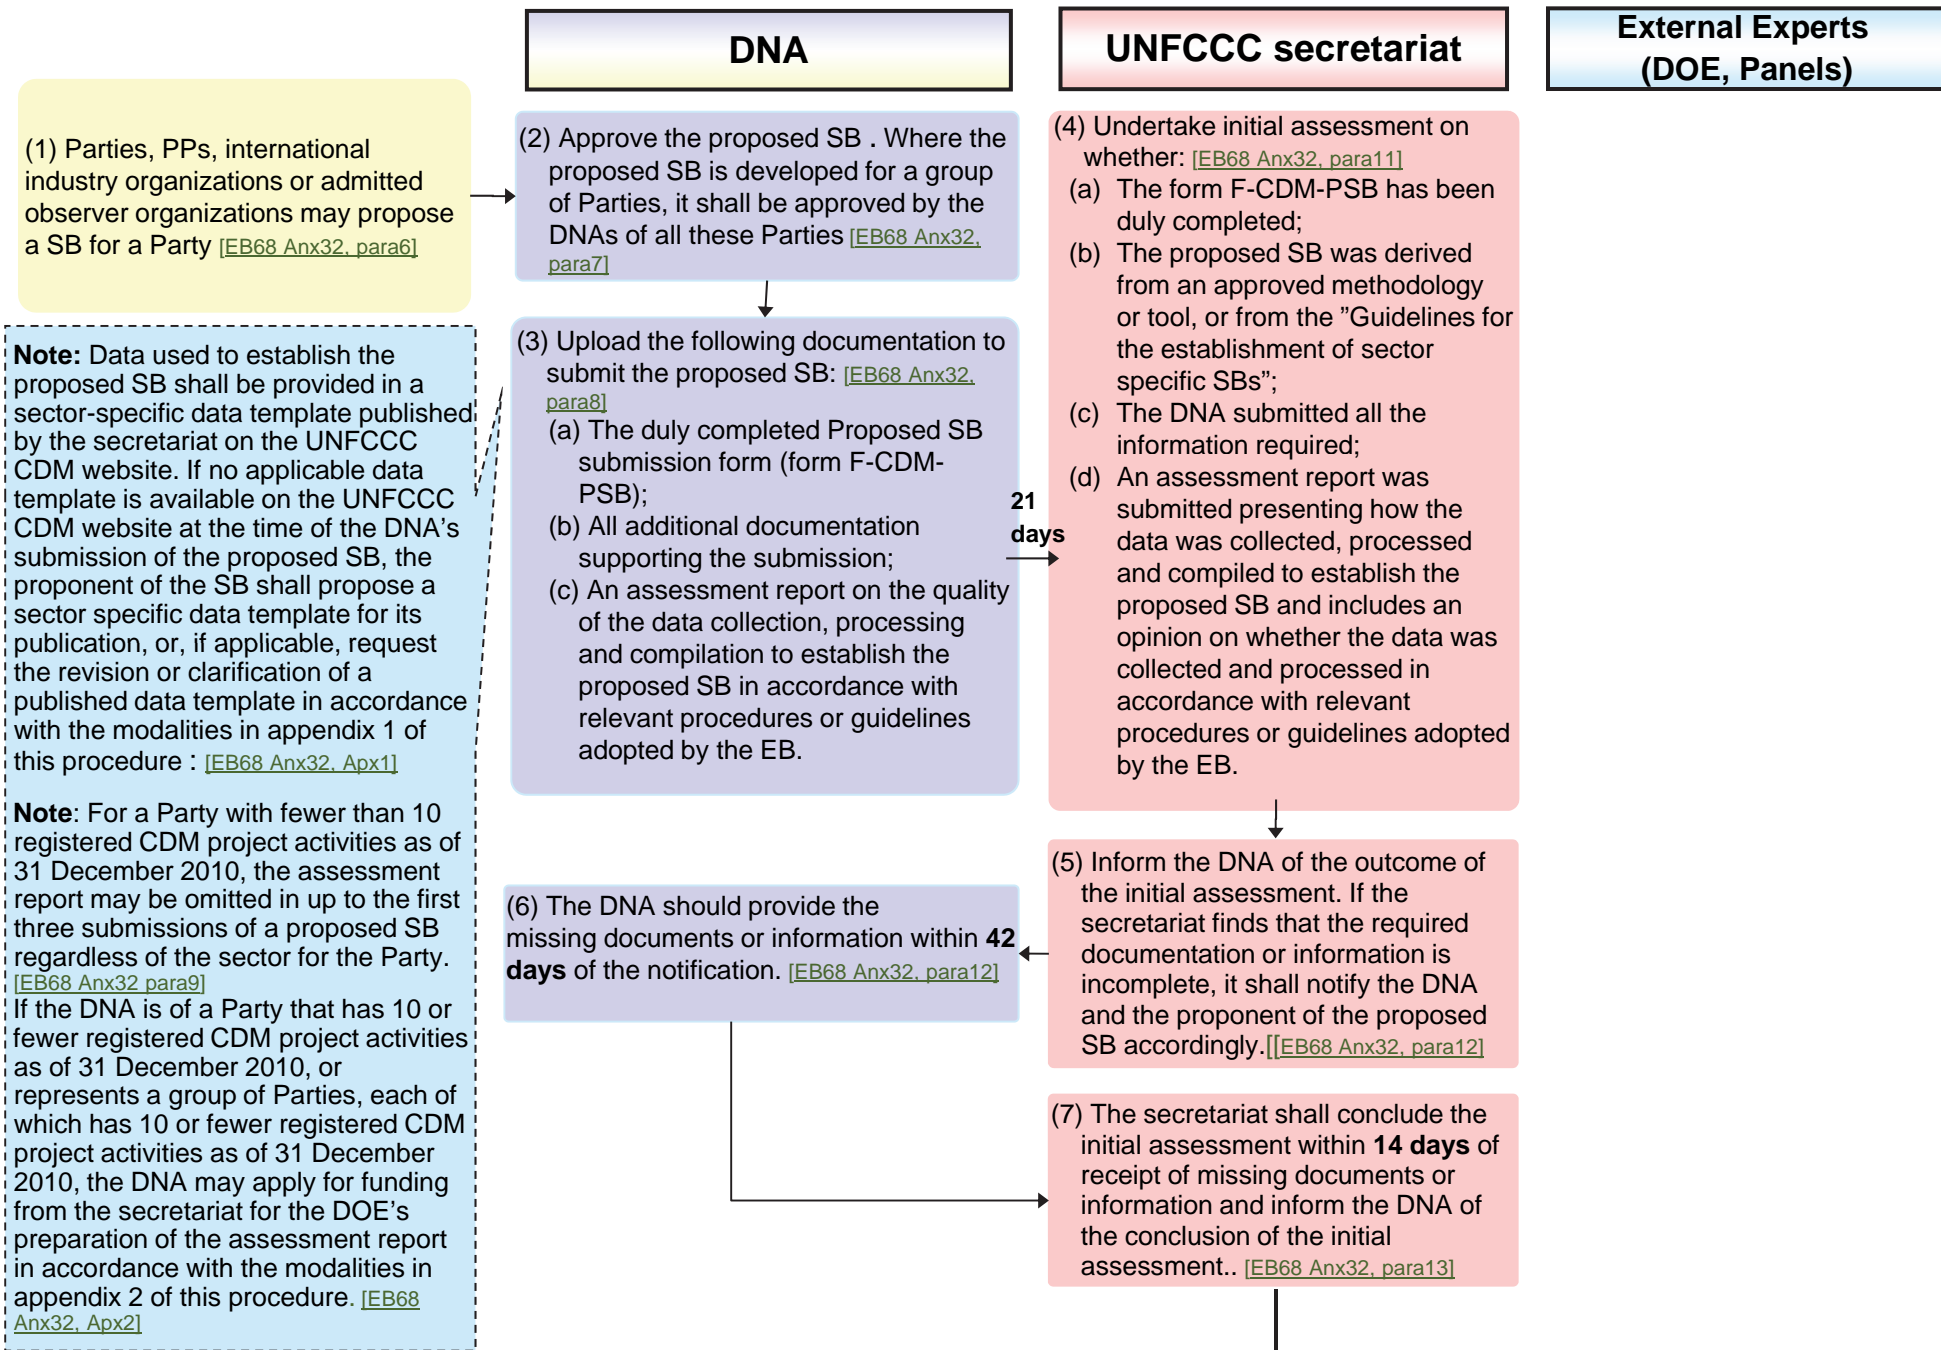 DNA
UNFCCC secretariat
External Experts
(DOE, Panels)
(1) Parties, PPs, international
industry organizations or admitted
observer organizations may propose
a SB for a Party [EB68 Anx32, para6]
(2) Approve the proposed SB . Where the
proposed SB is developed for a group
of Parties, it shall be approved by the
DNAs of all these Parties [EB68 Anx32,
para7]
(3) Upload the following documentation to
submit the proposed SB: [EB68 Anx32,
para8]
(a) The duly completed Proposed SB
submission form (form F-CDM-
PSB);
(b) All additional documentation
supporting the submission;
(c) An assessment report on the quality
of the data collection, processing
and compilation to establish the
proposed SB in accordance with
relevant procedures or guidelines
adopted by the EB.
21
days
(4) Undertake initial assessment on
whether: [EB68 Anx32, para11]
(a) The form F-CDM-PSB has been
duly completed;
(b) The proposed SB was derived
from an approved methodology
or tool, or from the ”Guidelines for
the establishment of sector
specific SBs”;
(c) The DNA submitted all the
information required;
(d) An assessment report was
submitted presenting how the
data was collected, processed
and compiled to establish the
proposed SB and includes an
opinion on whether the data was
collected and processed in
accordance with relevant
procedures or guidelines adopted
by the EB.
Note: Data used to establish the
proposed SB shall be provided in a
sector-specific data template published
by the secretariat on the UNFCCC
CDM website. If no applicable data
template is available on the UNFCCC
CDM website at the time of the DNA’s
submission of the proposed SB, the
proponent of the SB shall propose a
sector specific data template for its
publication, or, if applicable, request
the revision or clarification of a
published data template in accordance
with the modalities in appendix 1 of
this procedure : [EB68 Anx32, Apx1]
Note: For a Party with fewer than 10
registered CDM project activities as of
31 December 2010, the assessment
report may be omitted in up to the first
three submissions of a proposed SB
regardless of the sector for the Party.
[EB68 Anx32 para9]
If the DNA is of a Party that has 10 or
fewer registered CDM project activities
as of 31 December 2010, or
represents a group of Parties, each of
which has 10 or fewer registered CDM
project activities as of 31 December
2010, the DNA may apply for funding
from the secretariat for the DOE’s
preparation of the assessment report
in accordance with the modalities in
appendix 2 of this procedure. [EB68
Anx32, Apx2]
(5) Inform the DNA of the outcome of
the initial assessment. If the
secretariat finds that the required
documentation or information is
incomplete, it shall notify the DNA
and the proponent of the proposed
SB accordingly.[[EB68 Anx32, para12]
(6) The DNA should provide the
missing documents or information within 42
days of the notification. [EB68 Anx32, para12]
(7) The secretariat shall conclude the
initial assessment within 14 days of
receipt of missing documents or
information and inform the DNA of
the conclusion of the initial
assessment.. [EB68 Anx32, para13]